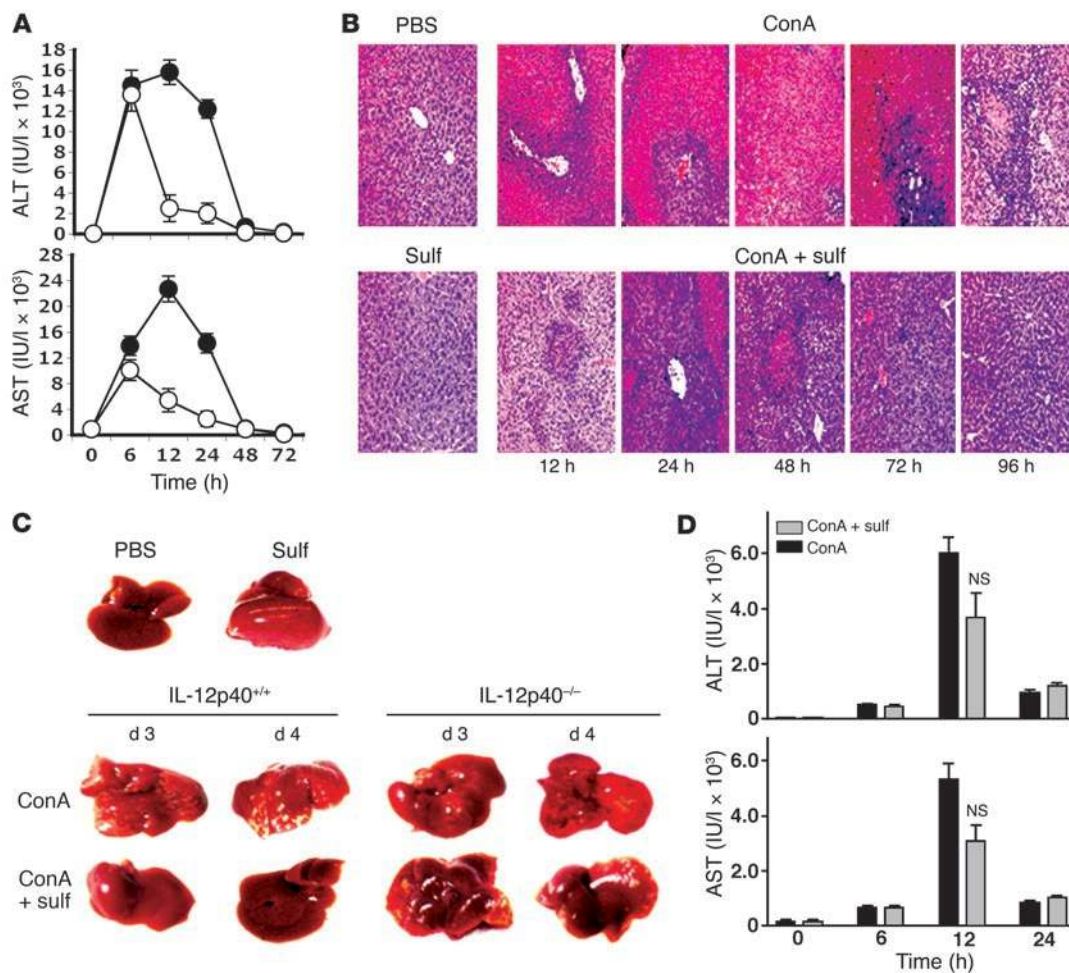 A
ALT (IU/l × 10³)
18
16
14
12
10
8
6
4
2
0
AST (IU/l × 10³)
28
24
20
16
12
8
4
0
0 6 12 24 48 72
Time (h)
B
PBS ConA
Sulf ConA + sulf
12 h 24 h 48 h 72 h 96 h
C
PBS Sulf
IL-12p40+/+ IL-12p40–/–
d 3 d 4 d 3 d 4
ConA
ConA
+ sulf
D
ConA + sulf
ConA
ALT (IU/l × 10³)
6.0
4.0
2.0
0
NS
AST (IU/l × 10³)
6.0
4.0
2.0
0
NS
0 6 12 24
Time (h)